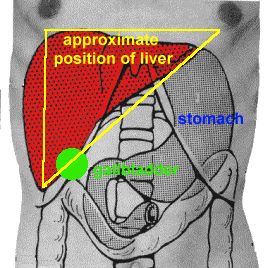 approximate
position of liver
stomach
gallbladder